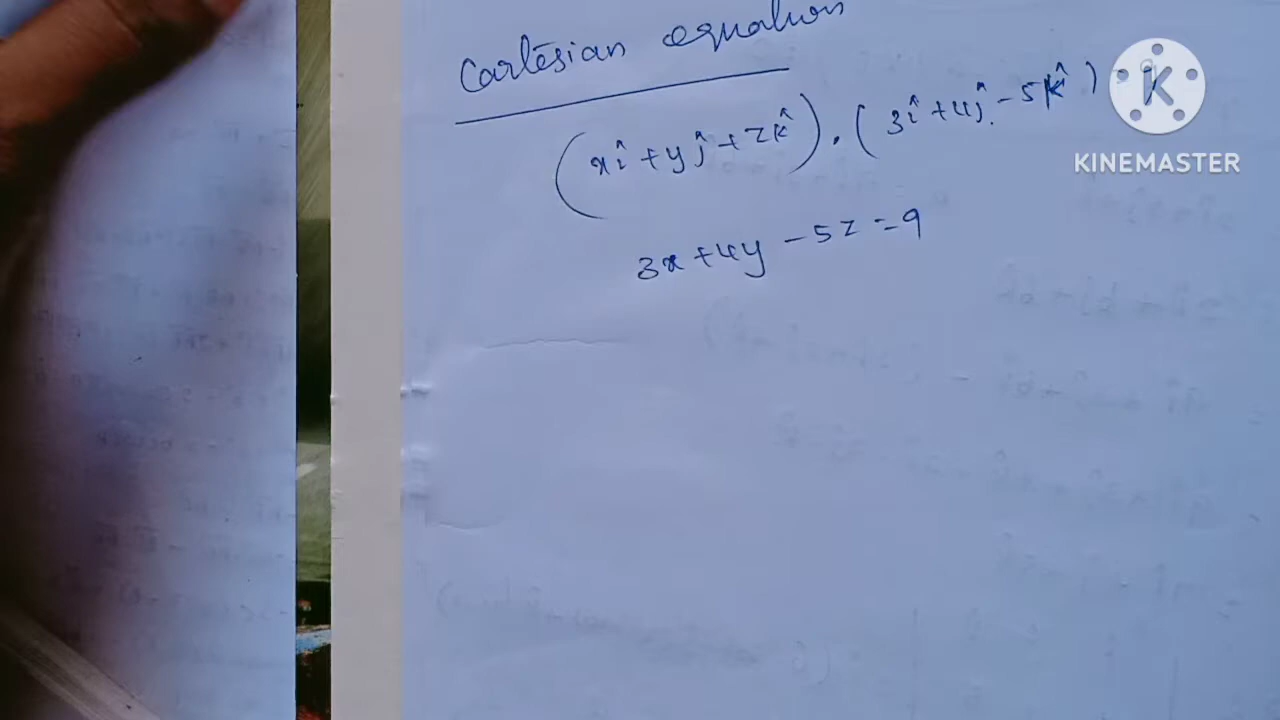 Cartesian equation
(xî + yĵ + zk̂) . (3î + 4ĵ - 5k̂) =
3x + 4y - 5z = 9
K
KINEMASTER